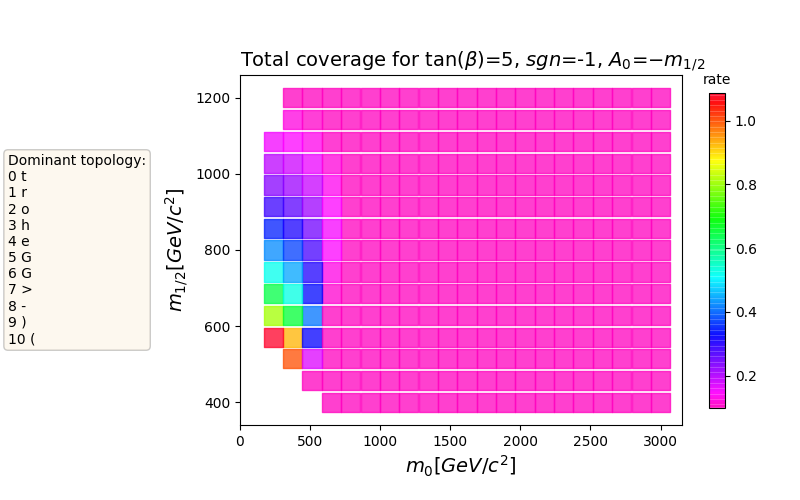 Total coverage for tan(β)=5, sgn=-1, A₀=−m₁/₂
rate
Dominant topology:
0 t
1 r
2 o
3 h
4 e
5 G
6 G
7 >
8 -
9 )
10 (
m₁/₂[GeV/c²]
1200
1000
800
600
400
0 500 1000 1500 2000 2500 3000
m₀[GeV/c²]
1.0
0.8
0.6
0.4
0.2